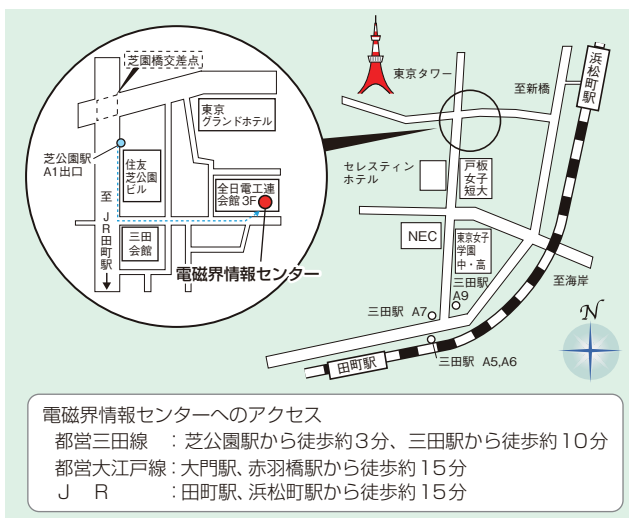 芝園橋交差点
東京
グランドホテル
芝公園駅
A1出口
住友
芝公園
ビル
全日電工連
会館3F
至
JR田町駅
三田
会館
電磁界情報センター
東京タワー
至新橋
浜松町駅
セレスティン
ホテル
戸板
女子
短大
NEC
東京女子
学園
中・高
三田駅
A9
至海岸
三田駅 A7
N
田町駅
三田駅 A5,A6
電磁界情報センターへのアクセス
都営三田線 : 芝公園駅から徒歩約3分、三田駅から徒歩約10分
都営大江戸線:大門駅、赤羽橋駅から徒歩約15分
J R :田町駅、浜松町駅から徒歩約15分